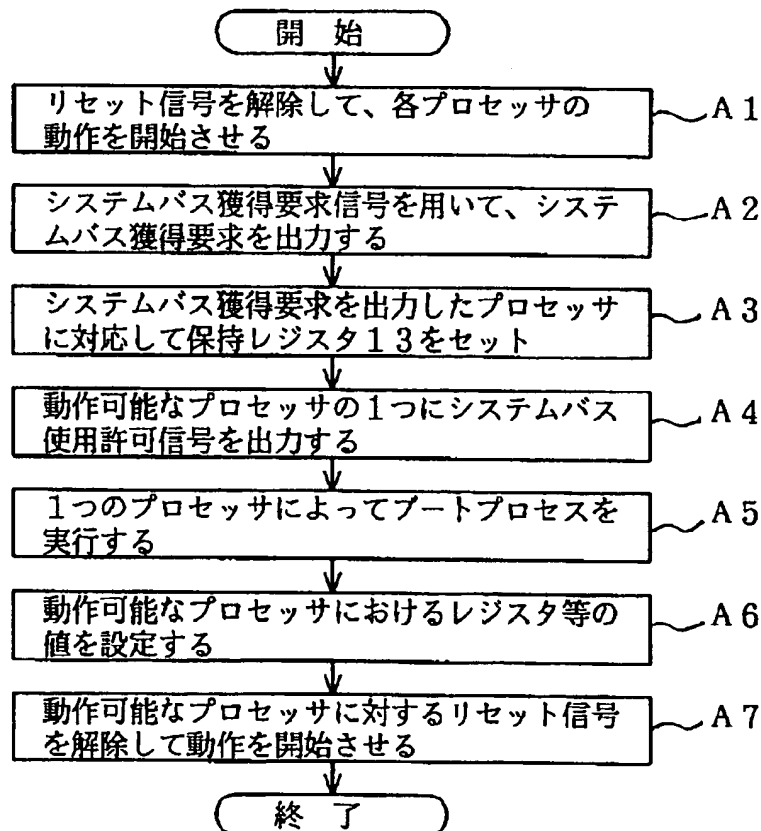 開 始
リセット信号を解除して、各プロセッサの
動作を開始させる
A1
システムバス獲得要求信号を用いて、システ
ムバス獲得要求を出力する
A2
システムバス獲得要求を出力したプロセッサ
に対応して保持レジスタ13をセット
A3
動作可能なプロセッサの1つにシステムバス
使用許可信号を出力する
A4
1つのプロセッサによってブートプロセスを
実行する
A5
動作可能なプロセッサにおけるレジスタ等の
値を設定する
A6
動作可能なプロセッサに対するリセット信号
を解除して動作を開始させる
A7
終 了